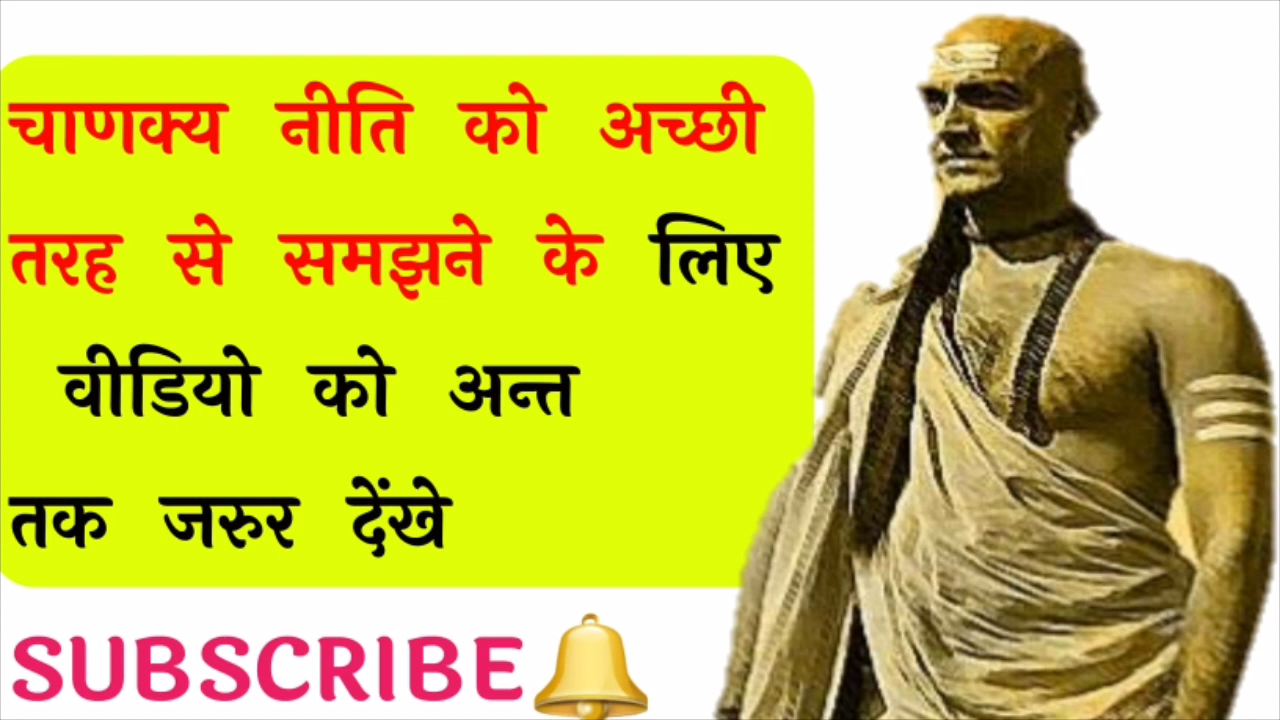 चाणक्य नीति को अच्छी
तरह से समझने के लिए
वीडियो को अन्त
तक जरुर देंखे
SUBSCRIBE